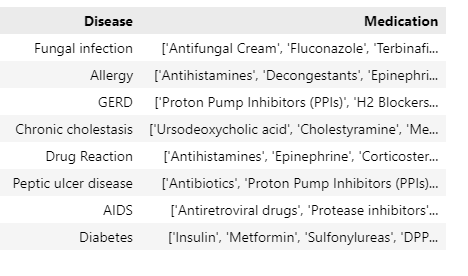 Disease Medication
Fungal infection ['Antifungal Cream', 'Fluconazole', 'Terbinafi...
Allergy ['Antihistamines', 'Decongestants', 'Epinephri...
GERD ['Proton Pump Inhibitors (PPIs)', 'H2 Blockers...
Chronic cholestasis ['Ursodeoxycholic acid', 'Cholestyramine', 'Me...
Drug Reaction ['Antihistamines', 'Epinephrine', 'Corticoster...
Peptic ulcer disease ['Antibiotics', 'Proton Pump Inhibitors (PPIs)...
AIDS ['Antiretroviral drugs', 'Protease inhibitors'...
Diabetes ['Insulin', 'Metformin', 'Sulfonylureas', 'DPP...